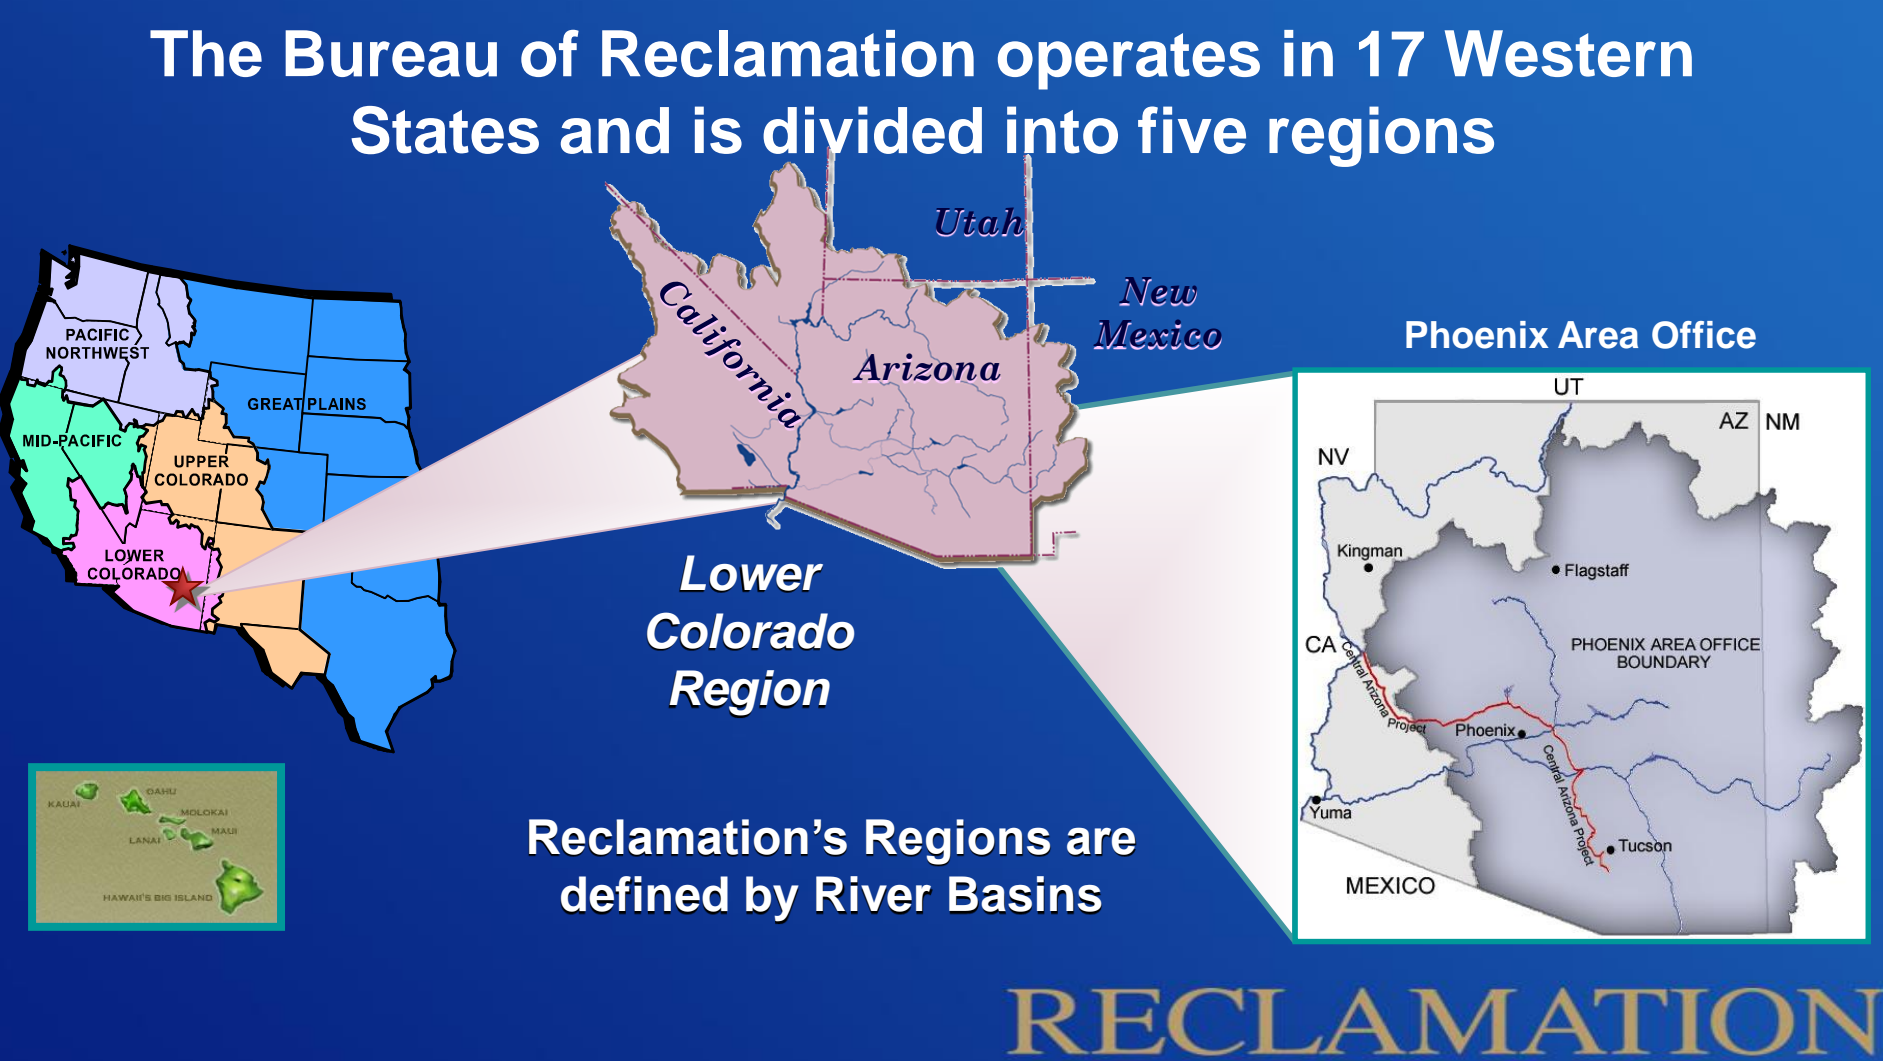 The Bureau of Reclamation operates in 17 Western
States and is divided into five regions
PACIFIC
NORTHWEST
GREAT PLAINS
MID-PACIFIC
UPPER
COLORADO
LOWER
COLORADO
Utah
New
Mexico
California
Arizona
Lower
Colorado
Region
Phoenix Area Office
UT
AZ NM
NV
Kingman
Flagstaff
CA
PHOENIX AREA OFFICE
BOUNDARY
Central Arizona Project
Phoenix
Central Arizona Project
Yuma
Tucson
MEXICO
KAUAI
OAHU
MOLOKAI
LANAI
MAUI
HAWAII'S BIG ISLAND
Reclamation’s Regions are
defined by River Basins
RECLAMATION